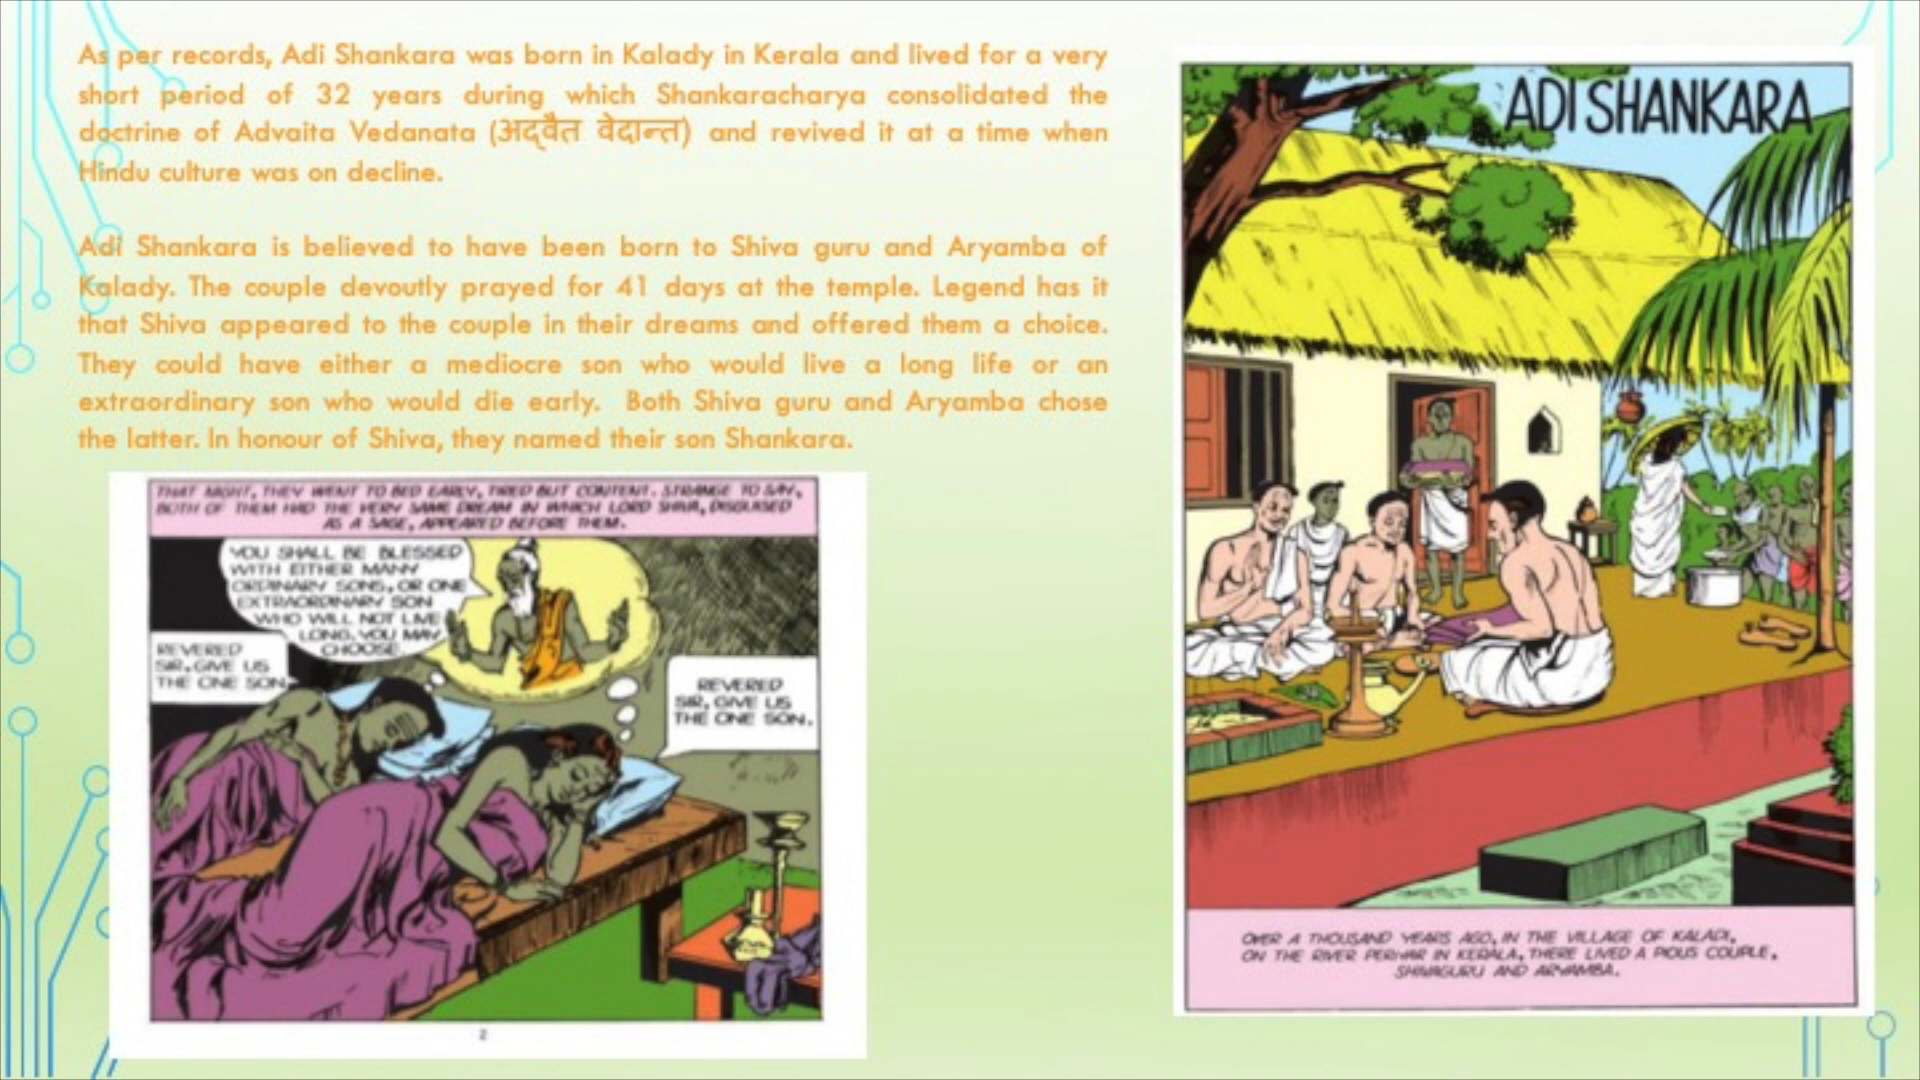 As per records, Adi Shankara was born in Kalady in Kerala and lived for a very
short period of 32 years during which Shankaracharya consolidated the
doctrine of Advaita Vedanata (अद्वैत वेदान्त) and revived it at a time when
Hindu culture was on decline.
Adi Shankara is believed to have been born to Shiva guru and Aryamba of
Kalady. The couple devoutly prayed for 41 days at the temple. Legend has it
that Shiva appeared to the couple in their dreams and offered them a choice.
They could have either a mediocre son who would live a long life or an
extraordinary son who would die early. Both Shiva guru and Aryamba chose
the latter. In honour of Shiva, they named their son Shankara.
THAT NIGHT, THEY WENT TO BED EARLY, TIRED BUT CONTENT. STRANGE TO SAY,
BOTH OF THEM HAD THE VERY SAME DREAM IN WHICH LORD SHIVA, DISGUISED
AS A SAGE, APPEARED BEFORE THEM.
YOU SHALL BE BLESSED
WITH EITHER MANY
ORDINARY SONS, OR ONE
EXTRAORDINARY SON
WHO WILL NOT LIVE
LONG. YOU MAY
CHOOSE.
REVERED
SIR, GIVE US
THE ONE SON.
REVERED
SIR, GIVE US
THE ONE SON.
2
ADI SHANKARA
OVER A THOUSAND YEARS AGO, IN THE VILLAGE OF KALADI,
ON THE RIVER PERIYAR IN KERALA, THERE LIVED A PIOUS COUPLE,
SHIVAGURU AND ARYAMBA.